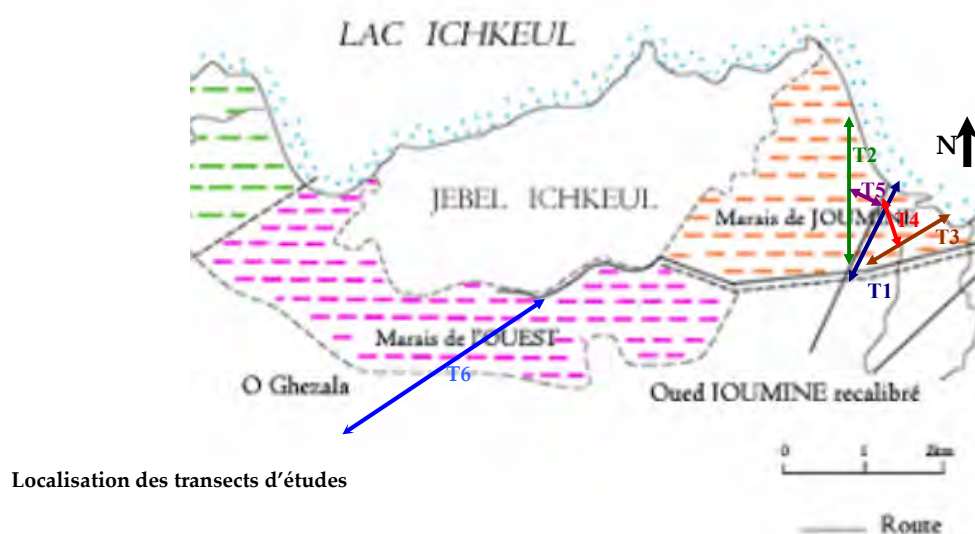 LAC ICHKEUL
N
T2
T5
JEBEL ICHKEUL
Marais de JOUMINE
T4
T3
T1
Marais de l'OUEST
T6
O Ghezala
Oued JOUMINE recalibré
0 1 2km
Localisation des transects d'études
Route